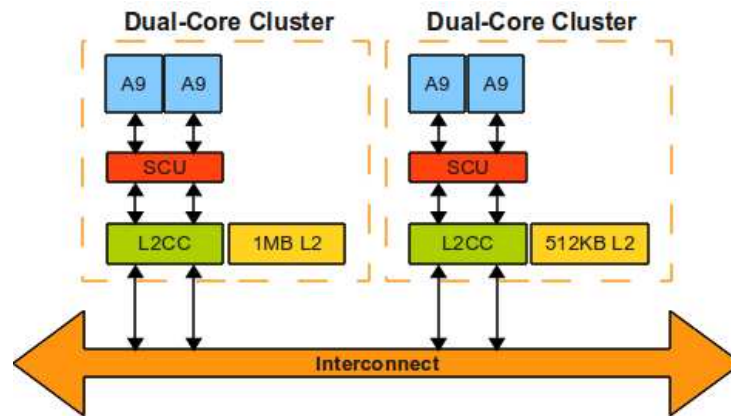 Dual-Core Cluster
A9 A9
SCU
L2CC 1MB L2
Dual-Core Cluster
A9 A9
SCU
L2CC 512KB L2
Interconnect